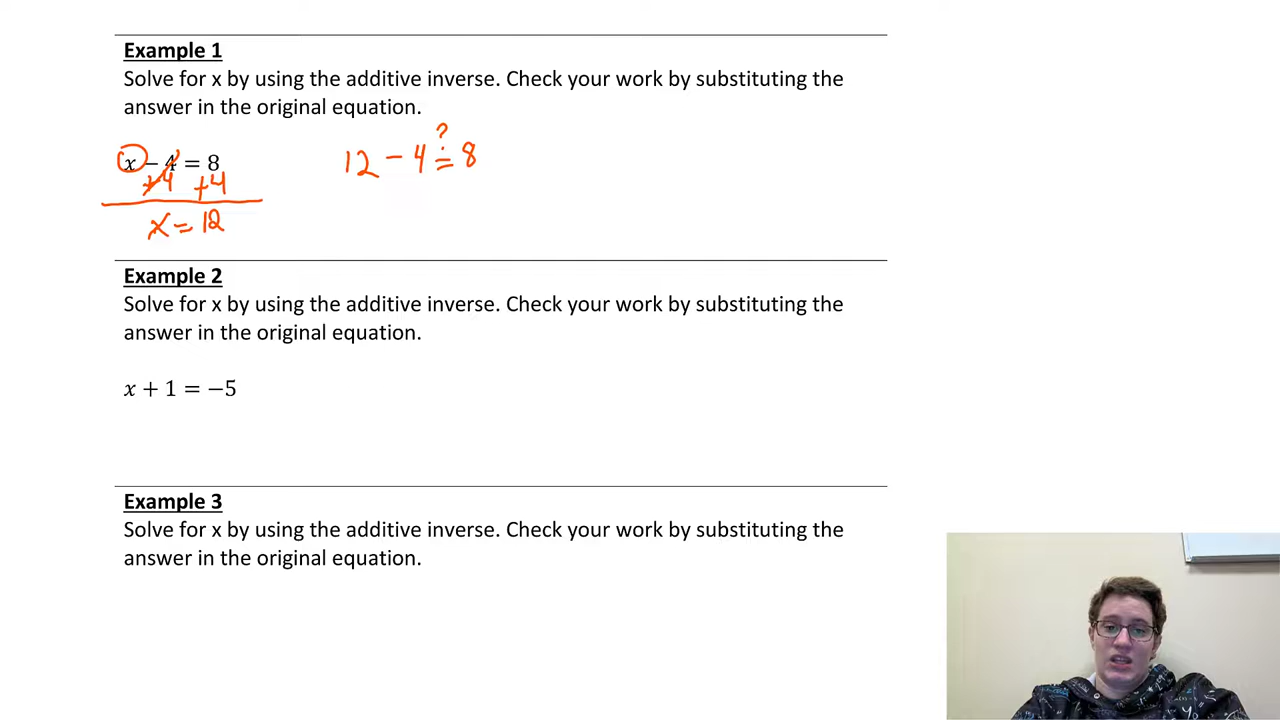 Example 1
Solve for x by using the additive inverse. Check your work by substituting the
answer in the original equation.
x − 4 = 8
+4 +4
x = 12
12 − 4 ≟ 8
Example 2
Solve for x by using the additive inverse. Check your work by substituting the
answer in the original equation.
x + 1 = −5
Example 3
Solve for x by using the additive inverse. Check your work by substituting the
answer in the original equation.